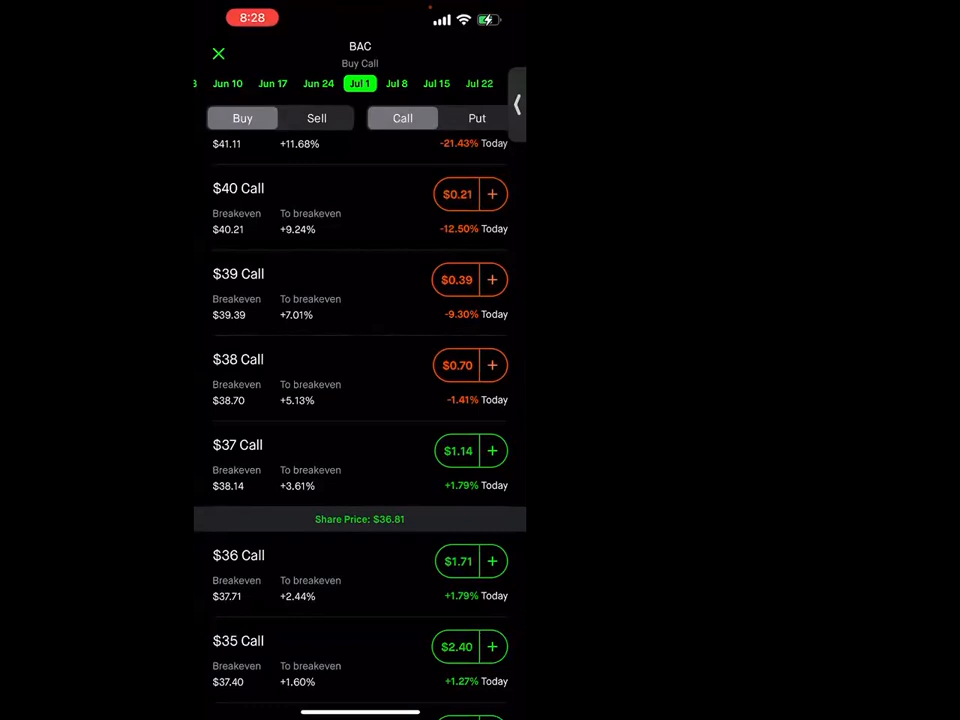 8:28
BAC
Buy Call
Jun 10 Jun 17 Jun 24 Jul 1 Jul 8 Jul 15 Jul 22
Buy Sell Call Put
$41.11 +11.68% -21.43% Today
$40 Call
$0.21 +
Breakeven To breakeven
$40.21 +9.24% -12.50% Today
$39 Call
$0.39 +
Breakeven To breakeven
$39.39 +7.01% -9.30% Today
$38 Call
$0.70 +
Breakeven To breakeven
$38.70 +5.13% -1.41% Today
$37 Call
$1.14 +
Breakeven To breakeven
$38.14 +3.61% +1.79% Today
Share Price: $36.81
$36 Call
$1.71 +
Breakeven To breakeven
$37.71 +2.44% +1.79% Today
$35 Call
$2.40 +
Breakeven To breakeven
$37.40 +1.60% +1.27% Today